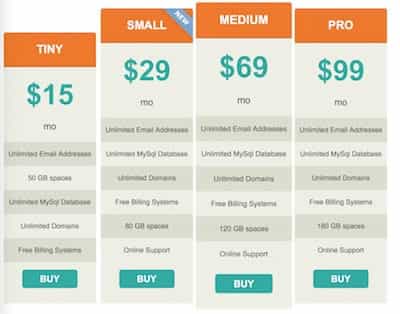 TINY
$15
mo
Unlimited Email Addresses
50 GB spaces
Unlimited MySql Database
Unlimited Domains
Free Billing Systems
BUY
SMALL
NEW
$29
mo
Unlimited Email Addresses
Unlimited MySql Database
Unlimited Domains
Free Billing Systems
80 GB spaces
Online Support
BUY
MEDIUM
$69
mo
Unlimited Email Addresses
Unlimited MySql Database
Unlimited Domains
Free Billing Systems
120 GB spaces
Online Support
BUY
PRO
$99
mo
Unlimited Email Addresses
Unlimited MySql Database
Unlimited Domains
Free Billing Systems
180 GB spaces
Online Support
BUY